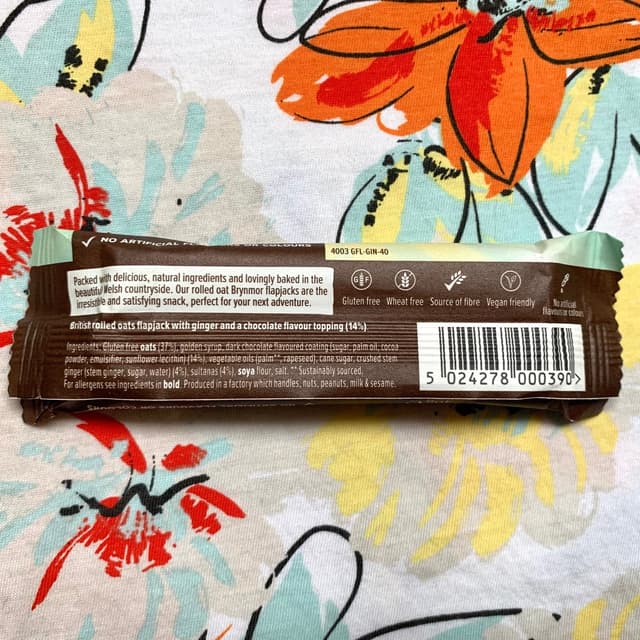 ✓ NO ARTIFICIAL FL OR COLOURS
4003 GFL-GIN-40
Packed with delicious, natural ingredients and lovingly baked in the
beautiful Welsh countryside. Our rolled oat Brynmor flapjacks are the
irresistible and satisfying snack, perfect for your next adventure.
Gluten free Wheat free Source of fibre Vegan friendly No artificial
flavours or colours
British rolled oats flapjack with ginger and a chocolate flavour topping (14%)
Ingredients: Gluten free oats (37%), golden syrup, dark chocolate flavoured coating (sugar, palm oil, cocoa
powder, emulsifier, sunflower lecithin) (14%), vegetable oils (palm**, rapeseed), cane sugar, crushed stem
ginger (stem ginger, sugar, water) (4%), sultanas (4%), soya flour, salt. ** Sustainably sourced.
For allergens see ingredients in bold. Produced in a factory which handles, nuts, peanuts, milk & sesame.
5 024278 000390 >